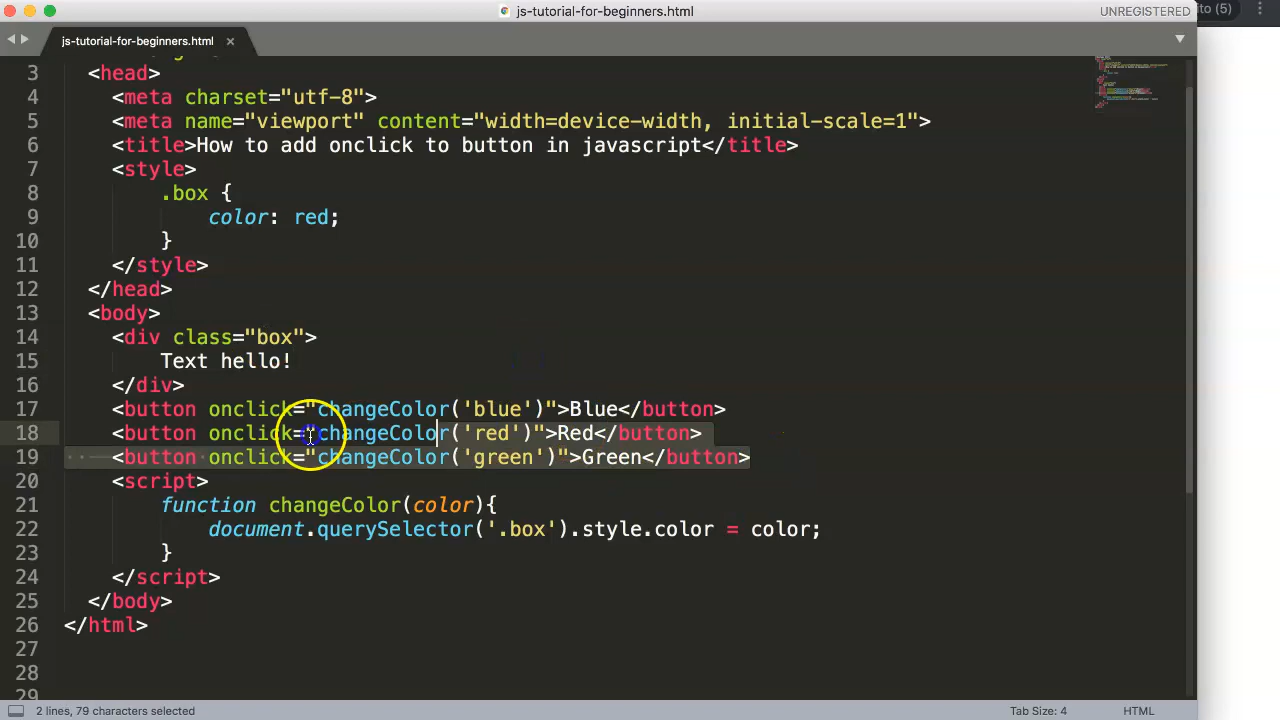 js-tutorial-for-beginners.html
UNREGISTERED
ito (5)
js-tutorial-for-beginners.html
3 <head>
4 <meta charset="utf-8">
5 <meta name="viewport" content="width=device-width, initial-scale=1">
6 <title>How to add onclick to button in javascript</title>
7 <style>
8 .box {
9 color: red;
10 }
11 </style>
12 </head>
13 <body>
14 <div class="box">
15 Text hello!
16 </div>
17 <button onclick="changeColor('blue')">Blue</button>
18 <button onclick="changeColor('red')">Red</button>
19 <button onclick="changeColor('green')">Green</button>
20 <script>
21 function changeColor(color){
22 document.querySelector('.box').style.color = color;
23 }
24 </script>
25 </body>
26 </html>
27
28
29
2 lines, 79 characters selected
Tab Size: 4
HTML